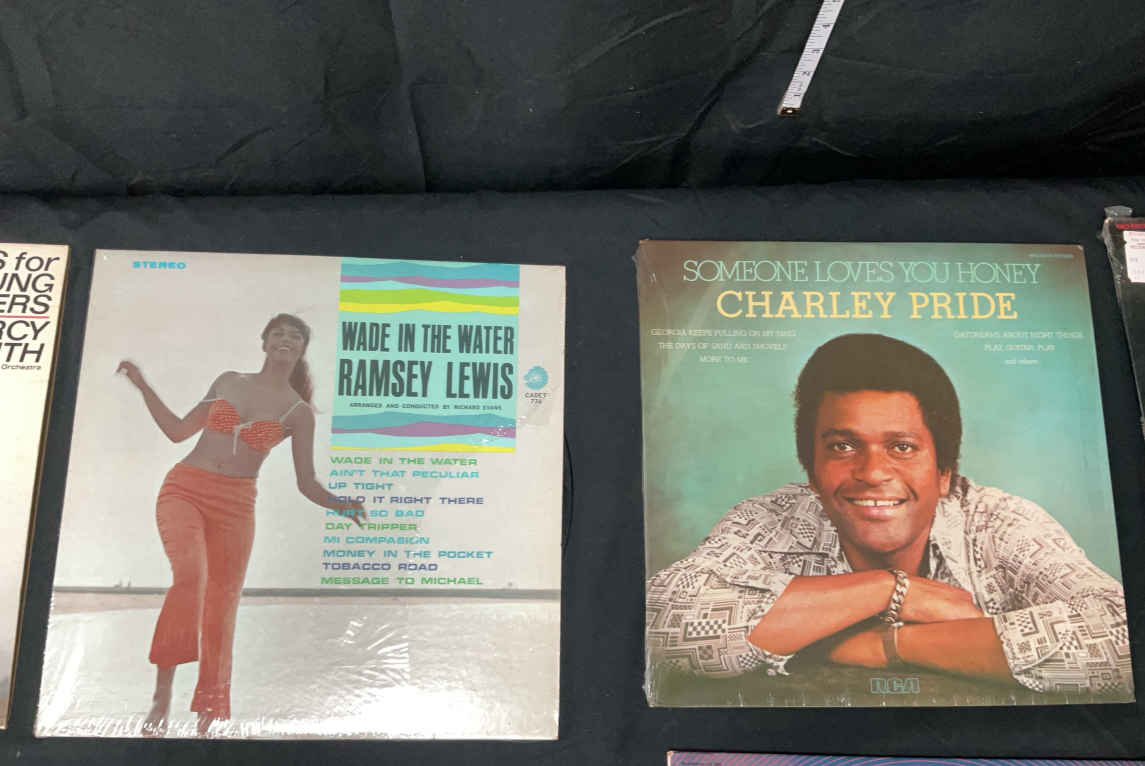 S for
UNG
ERS
RCY
ITH
Orchestra
STEREO
WADE IN THE WATER
RAMSEY LEWIS
ARRANGED AND CONDUCTED BY RICHARD EVANS
CADET
774
WADE IN THE WATER
AIN'T THAT PECULIAR
UP TIGHT
HOLD IT RIGHT THERE
HURT SO BAD
DAY TRIPPER
MI COMPASION
MONEY IN THE POCKET
TOBACCO ROAD
MESSAGE TO MICHAEL
SOMEONE LOVES YOU HONEY
CHARLEY PRIDE
GEORGIA KEEPS PULLING ON MY RING
THE DAYS OF SAND AND SHOVELS
MORE TO ME
DAYDREAMS ABOUT NIGHT THINGS
PLAY, GUITAR, PLAY
and others
RCA